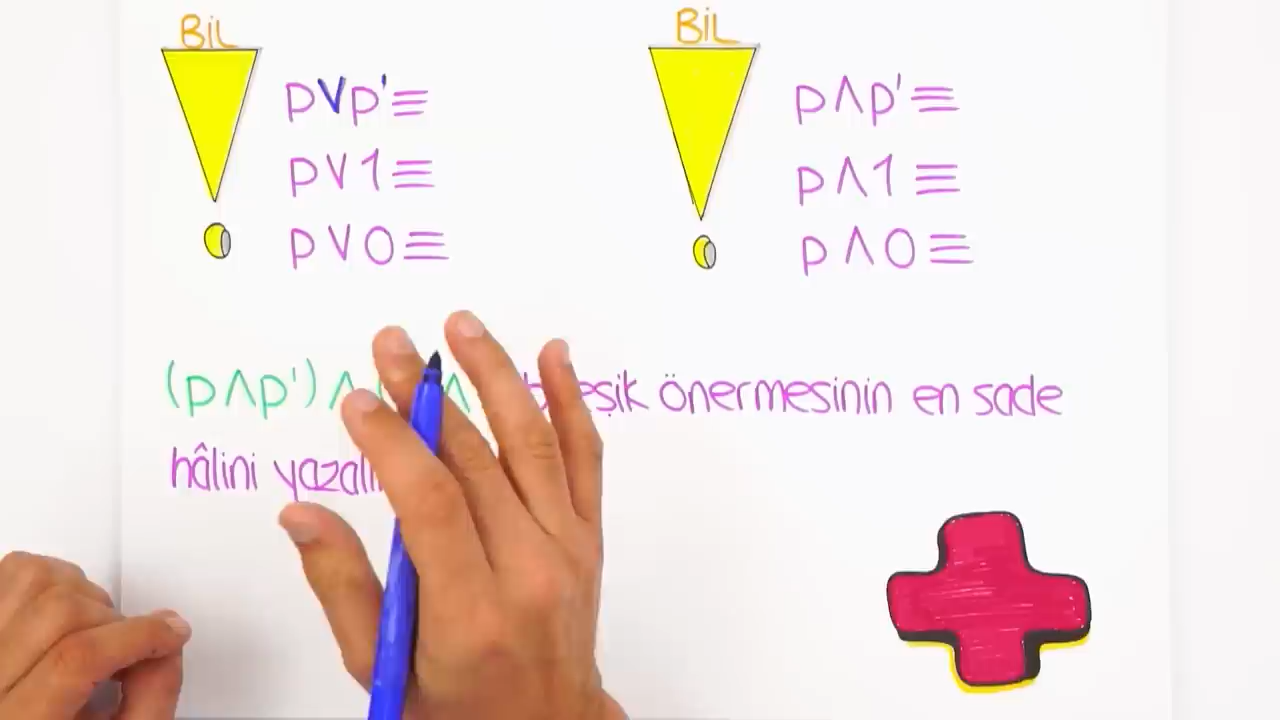 BİL
p∨p'≡
p∨1≡
p∨0≡
BİL
p∧p'≡
p∧1≡
p∧0≡
(p∧p')∧ önermesinin en sade
hâlini